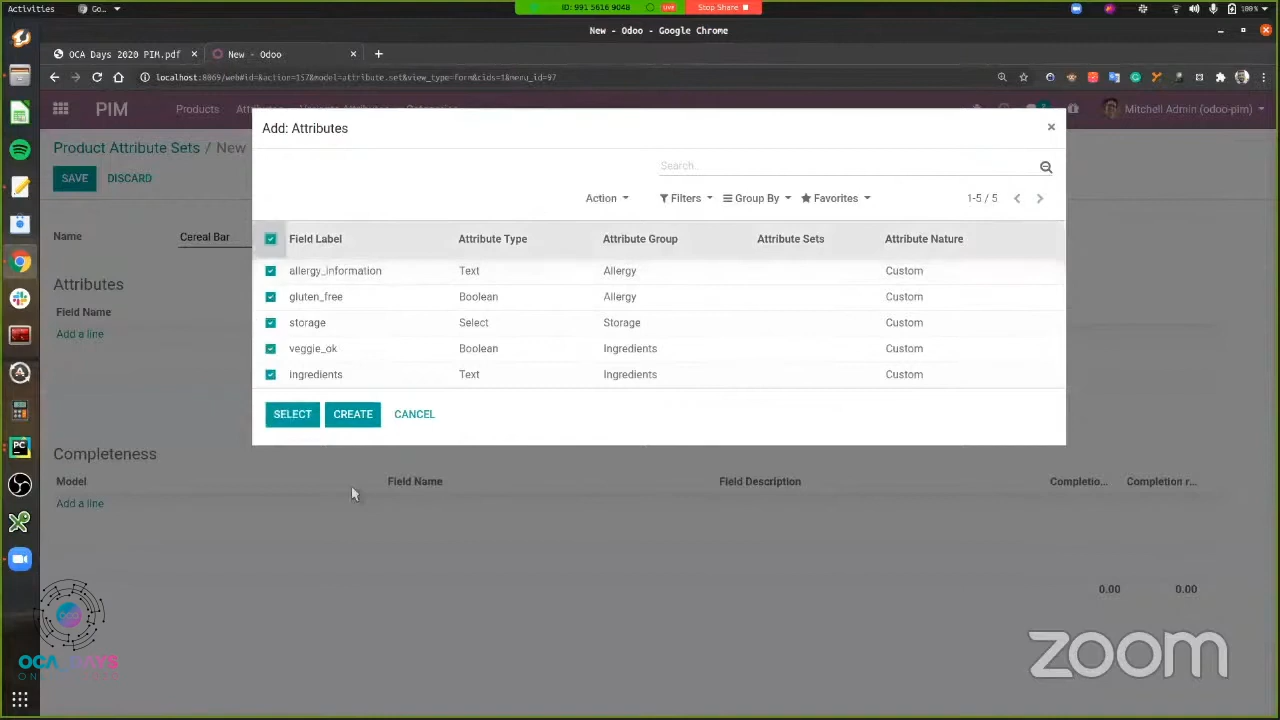 Activities
Go...
ID: 991 5616 9048
LIVE
Stop Share
100 %
New - Odoo - Google Chrome
OCA Days 2020 PIM.pdf
New - Odoo
localhost:8069/web#id=&action=157&model=attribute.set&view_type=form&cids=1&menu_id=97
PIM
Products
Mitchell Admin (odoo-pim)
Product Attribute Sets / New
SAVE
DISCARD
Name
Cereal Bar
Attributes
Field Name
Add a line
Add: Attributes
×
Search...
Action
Filters
Group By
Favorites
1-5 / 5
Field Label Attribute Type Attribute Group Attribute Sets Attribute Nature
allergy_information Text Allergy Custom
gluten_free Boolean Allergy Custom
storage Select Storage Custom
veggie_ok Boolean Ingredients Custom
ingredients Text Ingredients Custom
SELECT
CREATE
CANCEL
Completeness
Model Field Name Field Description Completio... Completion r...
Add a line
0.00 0.00
PC
OCA DAYS
zoom